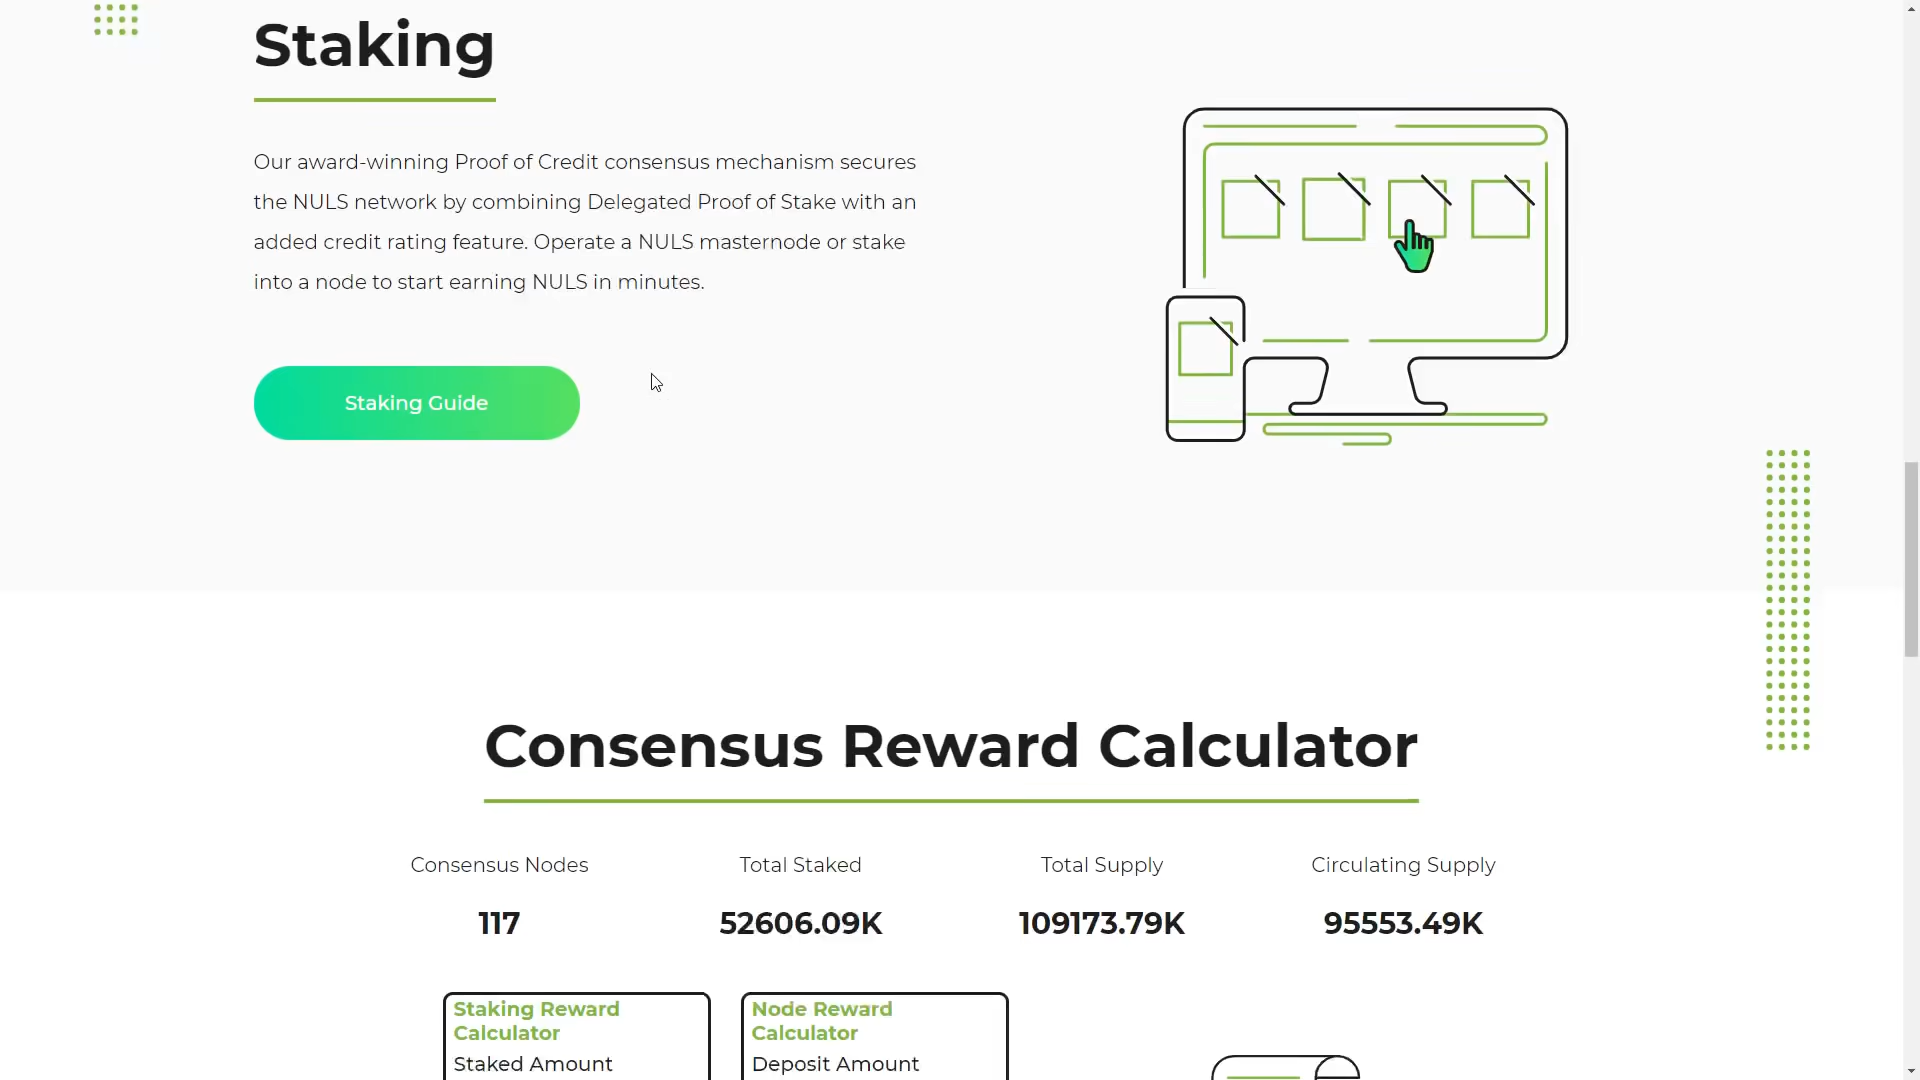 Staking
Our award-winning Proof of Credit consensus mechanism secures
the NULS network by combining Delegated Proof of Stake with an
added credit rating feature. Operate a NULS masternode or stake
into a node to start earning NULS in minutes.
Staking Guide
Consensus Reward Calculator
Consensus Nodes
117
Total Staked
52606.09K
Total Supply
109173.79K
Circulating Supply
95553.49K
Staking Reward
Calculator
Staked Amount
Node Reward
Calculator
Deposit Amount